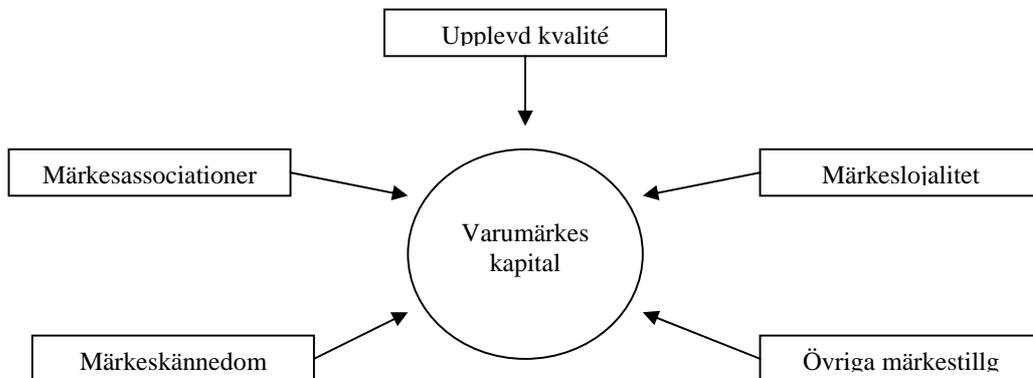 Upplevd kvalité
Märkesassociationer
Märkeslojalitet
Varumärkes
kapital
Märkeskännedom
Övriga märkestillg